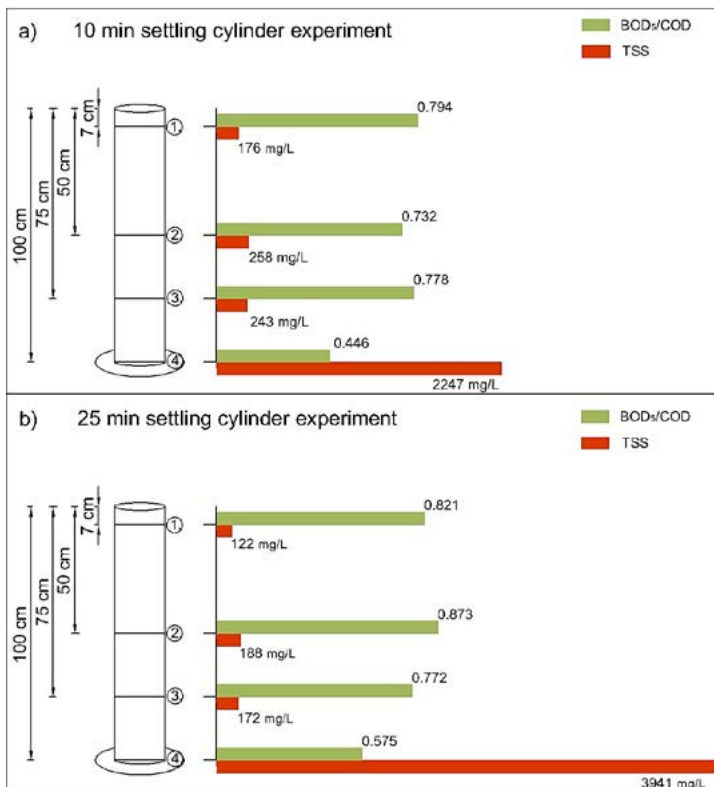 a) 10 min settling cylinder experiment
BOD₅/COD
TSS
7 cm
50 cm
75 cm
100 cm
1.
0.794
176 mg/L
2.
0.732
258 mg/L
3.
0.778
243 mg/L
4.
0.446
2247 mg/L
b) 25 min settling cylinder experiment
BOD₅/COD
TSS
7 cm
50 cm
75 cm
100 cm
1.
0.821
122 mg/L
2.
0.873
188 mg/L
3.
0.772
172 mg/L
4.
0.575
3941 mg/L